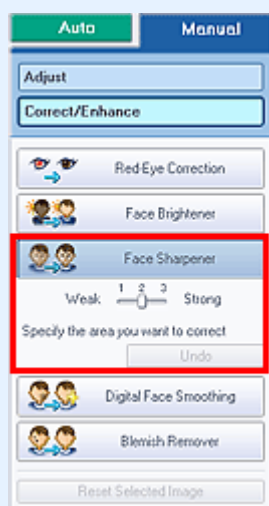 Auto Manual
Adjust
Correct/Enhance
Red-Eye Correction
Face Brightener
Face Sharpener
1 2 3
Weak Strong
Specify the area you want to correct
Undo
Digital Face Smoothing
Blemish Remover
Reset Selected Image